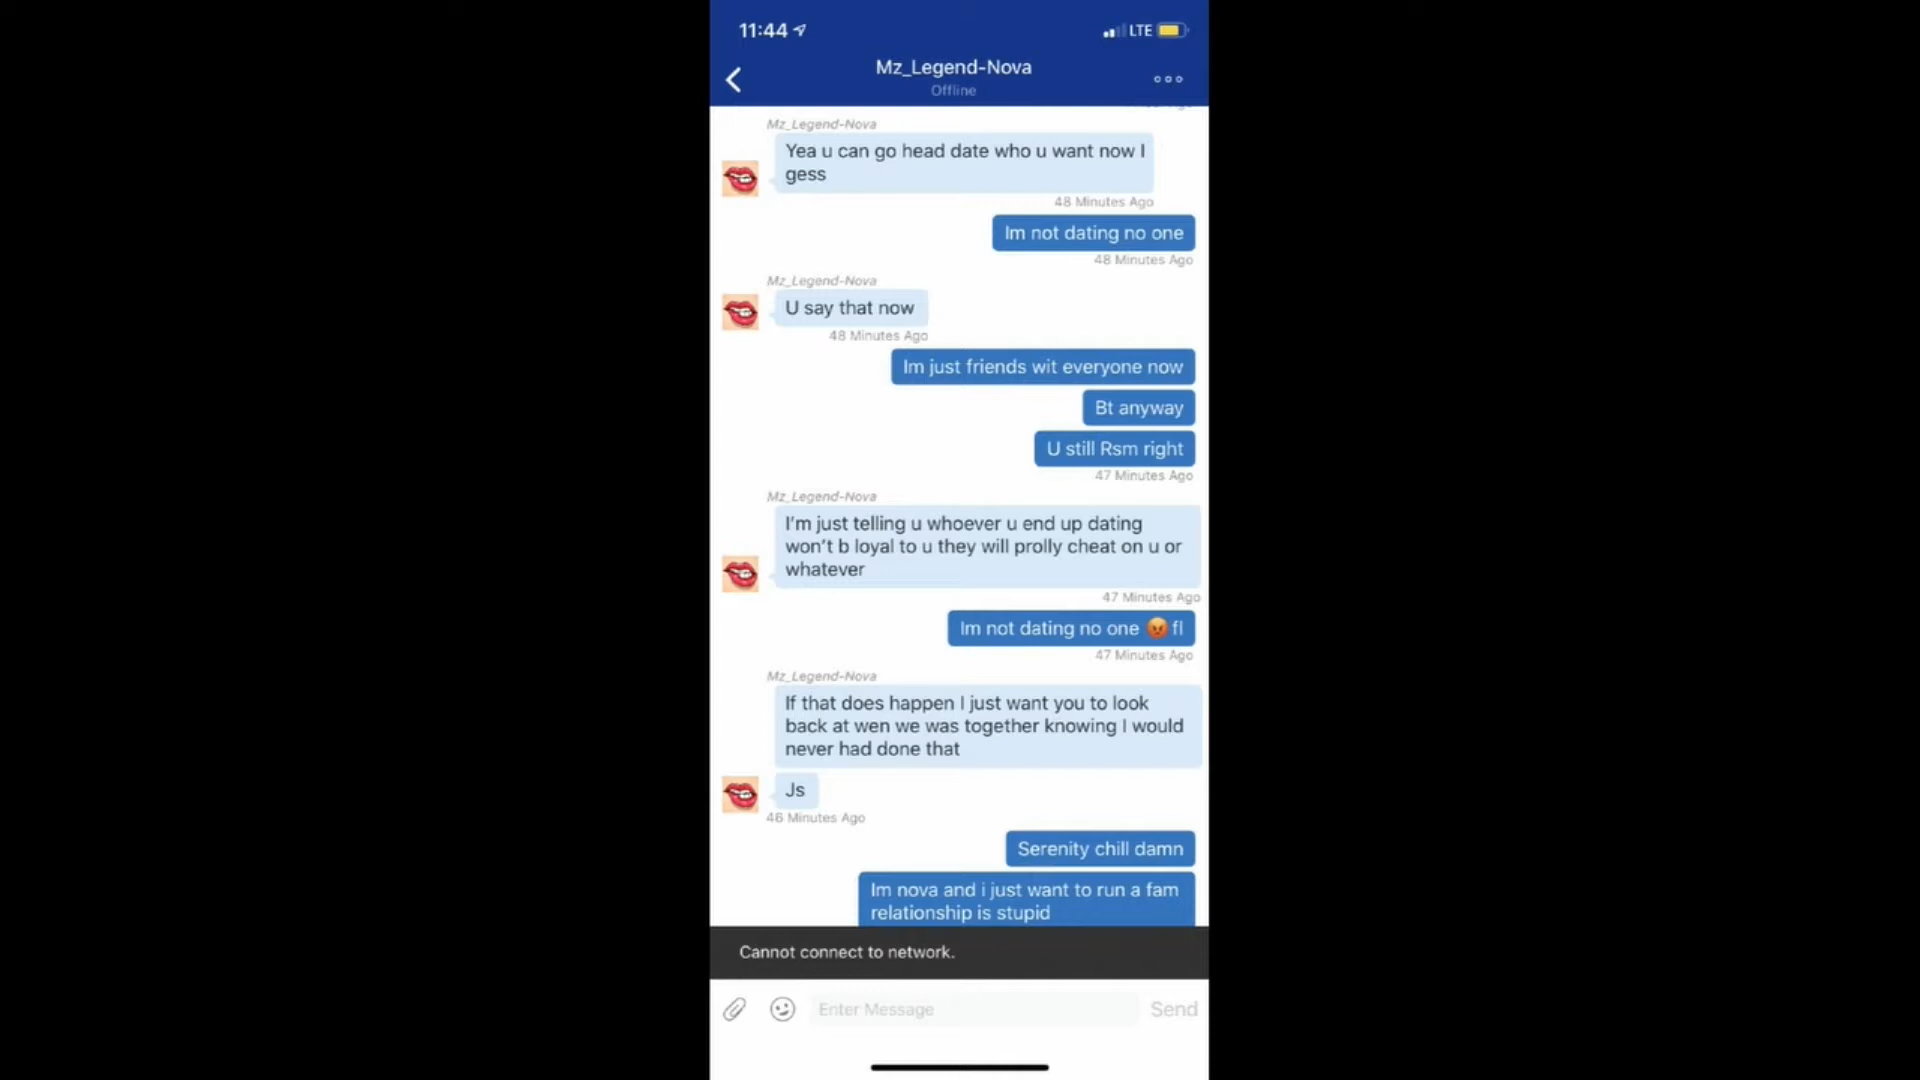 11:44
LTE
Mz_Legend-Nova
Offline
Mz_Legend-Nova
Yea u can go head date who u want now I
gess
48 Minutes Ago
Im not dating no one
48 Minutes Ago
Mz_Legend-Nova
U say that now
48 Minutes Ago
Im just friends wit everyone now
Bt anyway
U still Rsm right
47 Minutes Ago
Mz_Legend-Nova
I'm just telling u whoever u end up dating
won't b loyal to u they will prolly cheat on u or
whatever
47 Minutes Ago
Im not dating no one 😡 fl
47 Minutes Ago
Mz_Legend-Nova
If that does happen I just want you to look
back at wen we was together knowing I would
never had done that
Js
46 Minutes Ago
Serenity chill damn
Im nova and i just want to run a fam
relationship is stupid
Cannot connect to network.
Enter Message
Send